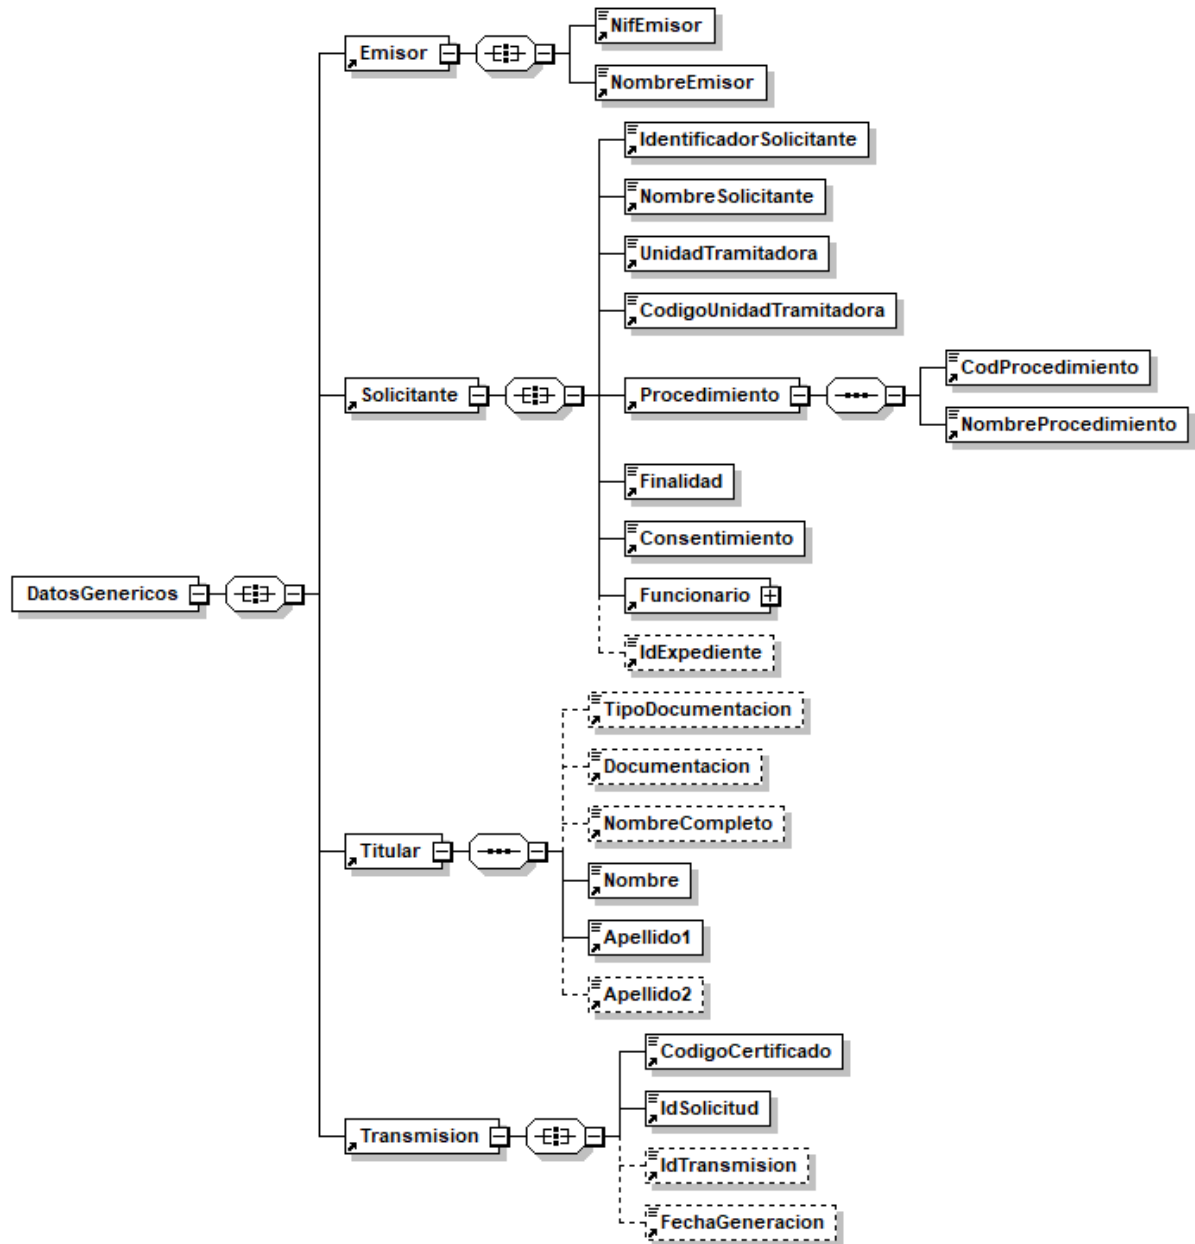 DatosGenericos
Emisor
NifEmisor
NombreEmisor
Solicitante
IdentificadorSolicitante
NombreSolicitante
UnidadTramitadora
CodigoUnidadTramitadora
Procedimiento
CodProcedimiento
NombreProcedimiento
Finalidad
Consentimiento
Funcionario
IdExpediente
Titular
TipoDocumentacion
Documentacion
NombreCompleto
Nombre
Apellido1
Apellido2
Transmision
CodigoCertificado
IdSolicitud
IdTransmision
FechaGeneracion